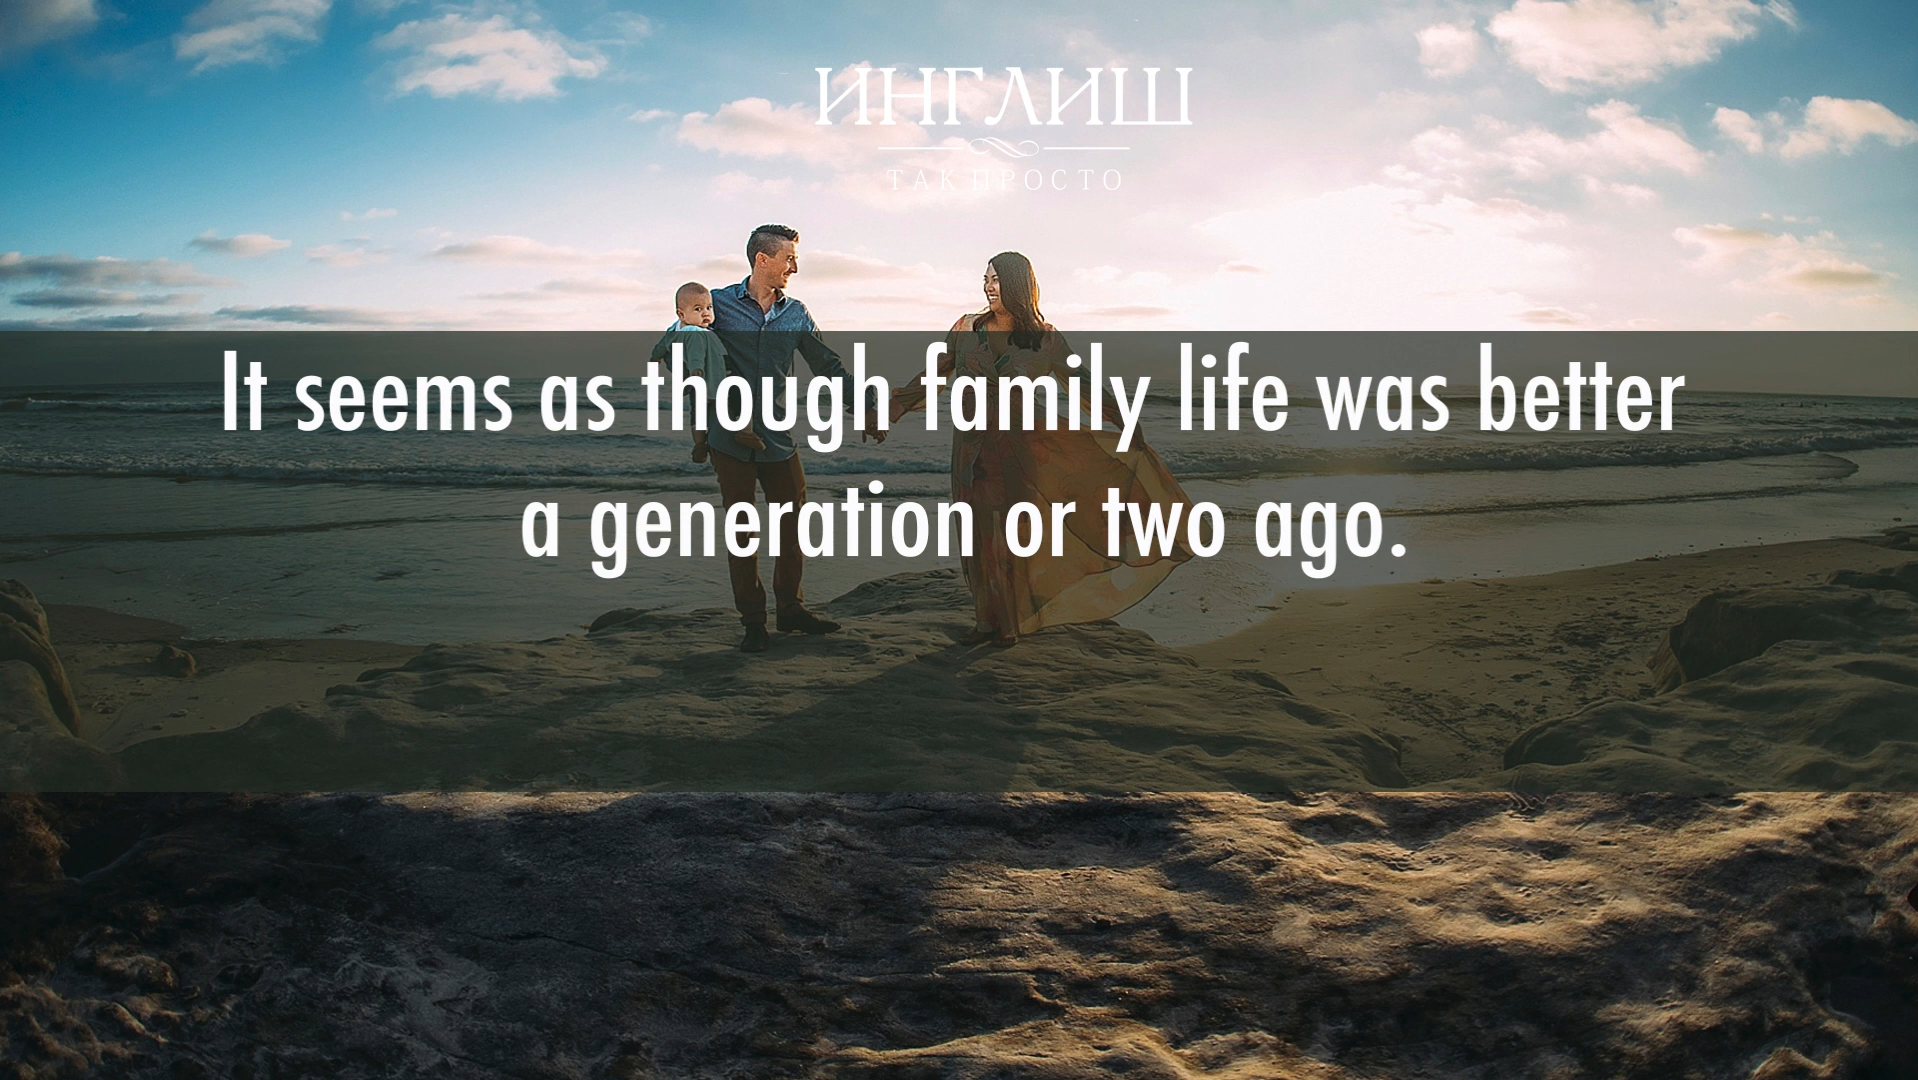 ИНГЛИШ
ТАК ПРОСТО
It seems as though family life was better
a generation or two ago.